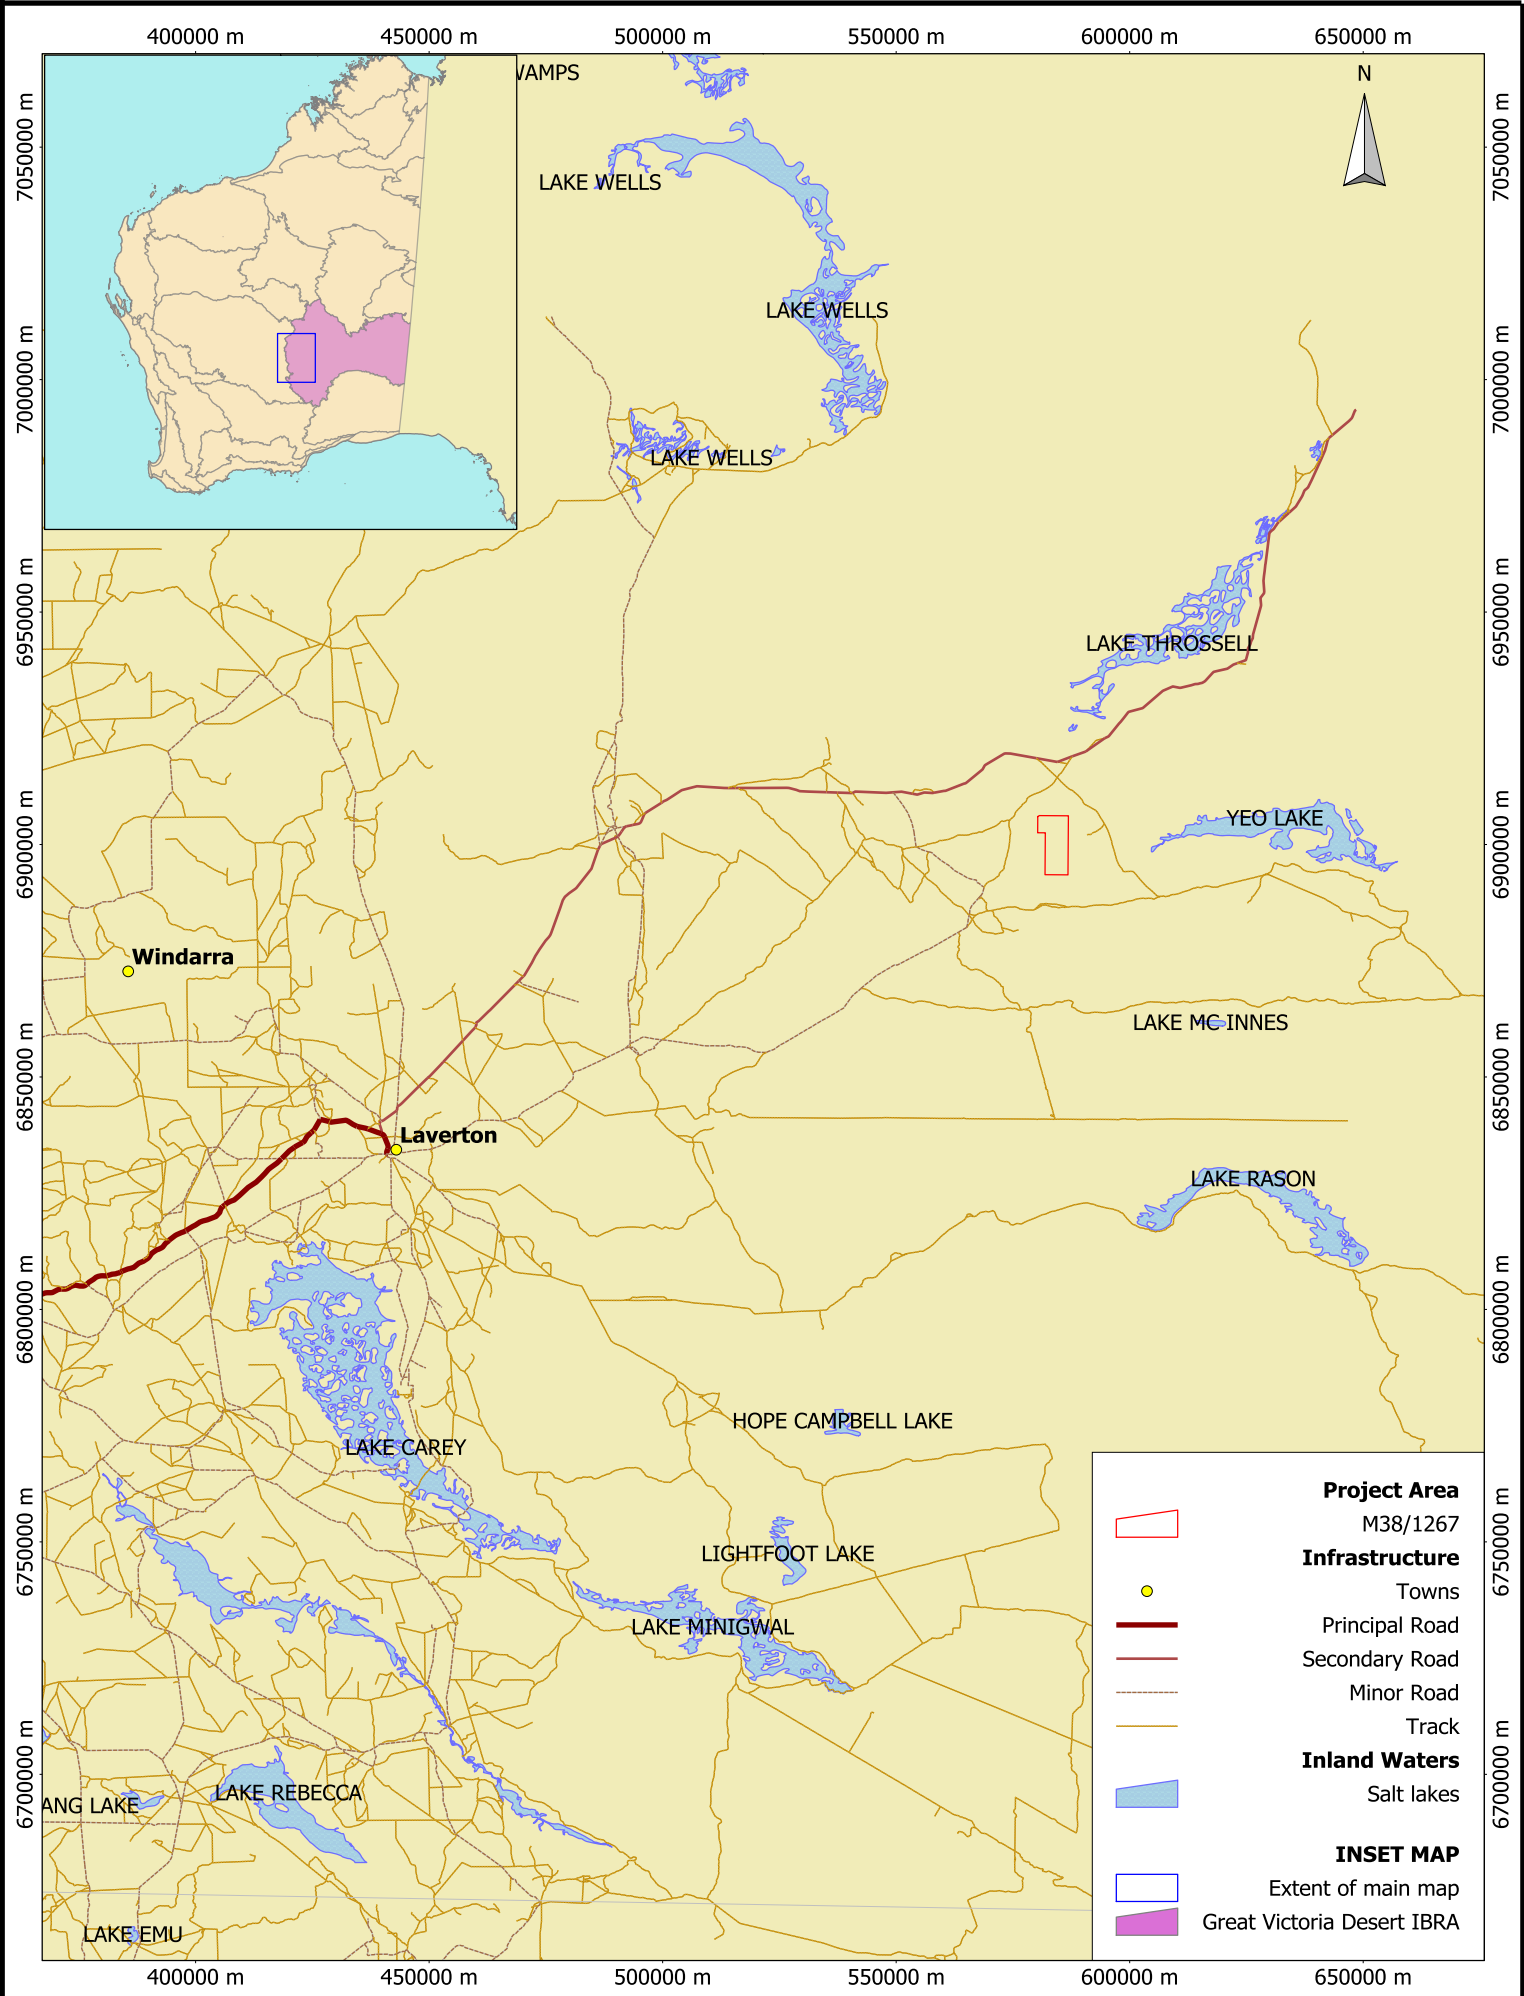 400000 m 450000 m 500000 m 550000 m 600000 m 650000 m
N
LAKE WELLS
7050000 m
7050000 m
LAKE WELLS
7000000 m
7000000 m
LAKE WELLS
6950000 m
6950000 m
LAKE THROSSELL
YEO LAKE
6900000 m
6900000 m
Windarra
LAKE MC INNES
6850000 m
6850000 m
Laverton
LAKE RASON
6800000 m
6800000 m
HOPE CAMPBELL LAKE
LAKE CAREY
6750000 m
6750000 m
LIGHTFOOT LAKE
LAKE MINIGWAL
6700000 m
6700000 m
LAKE REBECCA
ANG LAKE
LAKE EMU
Project Area
M38/1267
Infrastructure
Towns
Principal Road
Secondary Road
Minor Road
Track
Inland Waters
Salt lakes
INSET MAP
Extent of main map
Great Victoria Desert IBRA
400000 m 450000 m 500000 m 550000 m 600000 m 650000 m